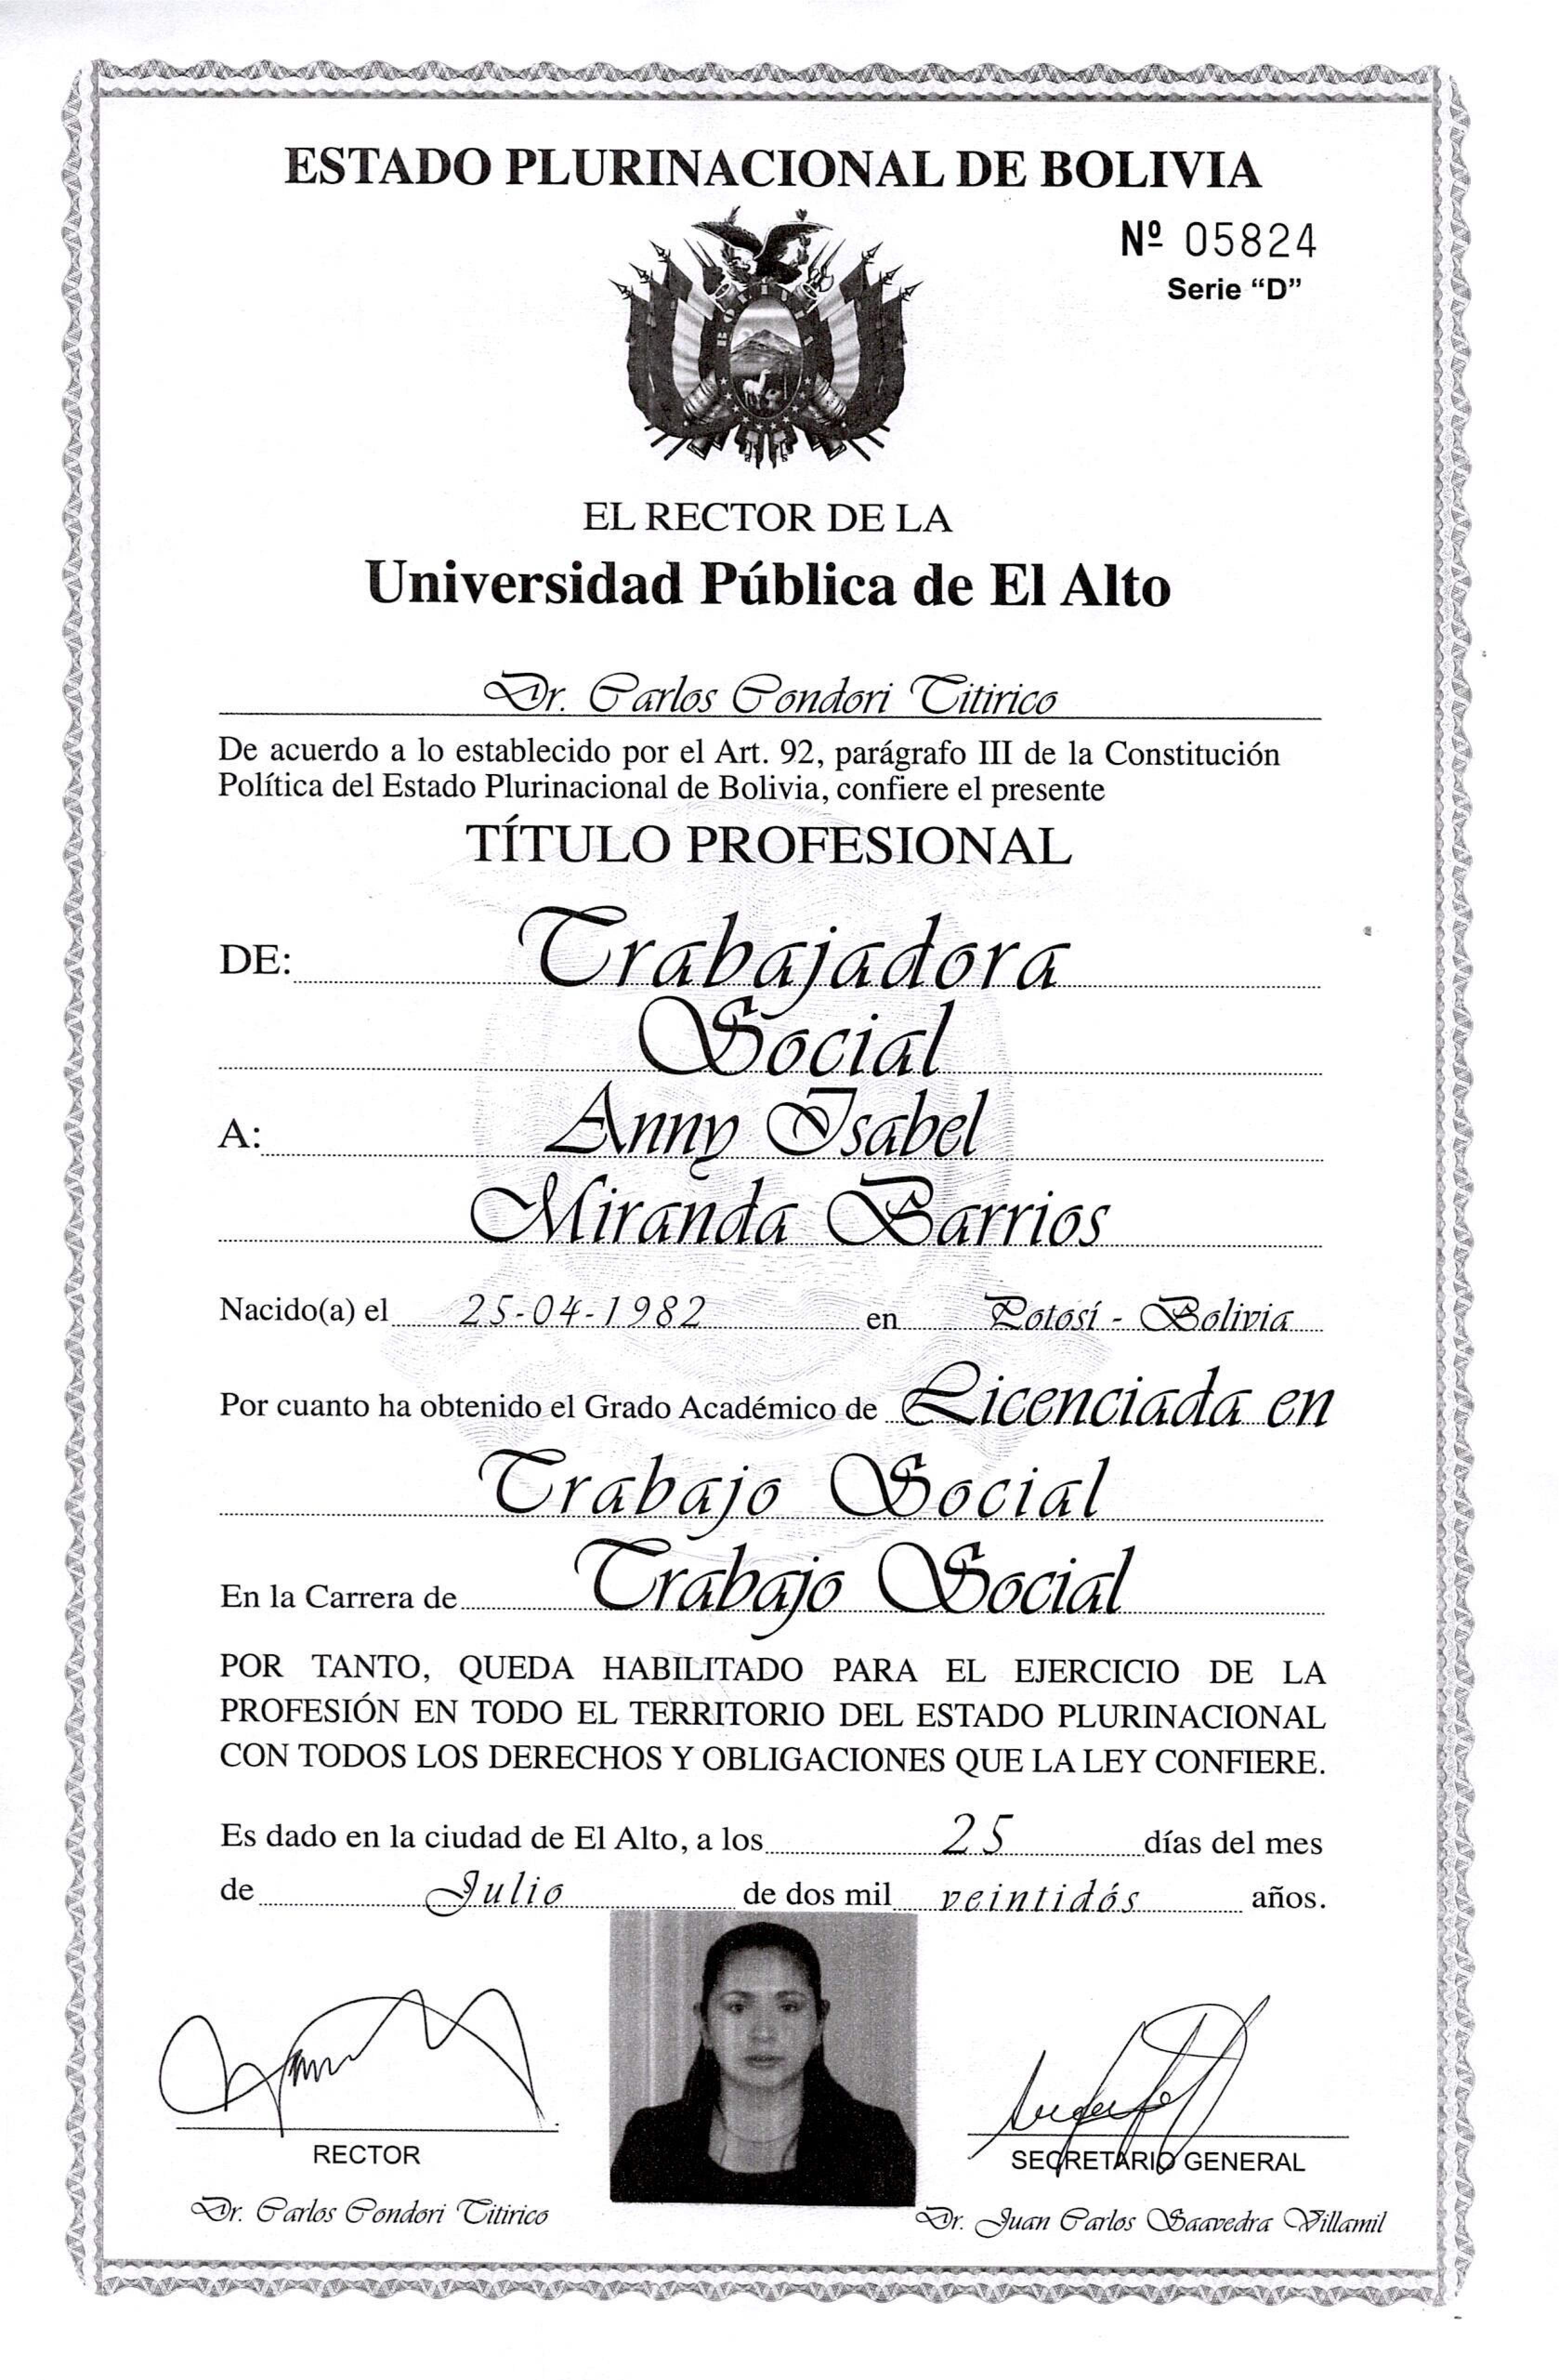 ESTADO PLURINACIONAL DE BOLIVIA
Nº 05824
Serie “D”
EL RECTOR DE LA
Universidad Pública de El Alto
Dr. Carlos Condori Titirico
De acuerdo a lo establecido por el Art. 92, parágrafo III de la Constitución
Política del Estado Plurinacional de Bolivia, confiere el presente
TÍTULO PROFESIONAL
DE: Trabajadora
Social
A: Anny Isabel
Miranda Barrios
Nacido(a) el 25-04-1982 en Potosí - Bolivia
Por cuanto ha obtenido el Grado Académico de Licenciada en
Trabajo Social
En la Carrera de Trabajo Social
POR TANTO, QUEDA HABILITADO PARA EL EJERCICIO DE LA
PROFESIÓN EN TODO EL TERRITORIO DEL ESTADO PLURINACIONAL
CON TODOS LOS DERECHOS Y OBLIGACIONES QUE LA LEY CONFIERE.
Es dado en la ciudad de El Alto, a los 25 días del mes
de Julio de dos mil veintidós años.
RECTOR
SECRETARIO GENERAL
Dr. Carlos Condori Titirico
Dr. Juan Carlos Saavedra Villamil